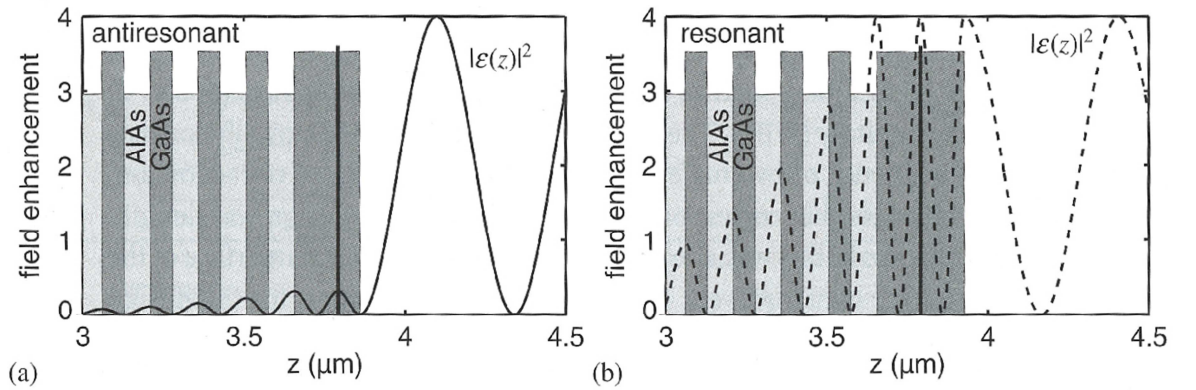 antiresonant
|ε(z)|²
AlAs
GaAs
field enhancement
4
3
2
1
0
3
3.5
4
4.5
z (μm)
(a)
resonant
|ε(z)|²
AlAs
GaAs
field enhancement
4
3
2
1
0
3
3.5
4
4.5
z (μm)
(b)